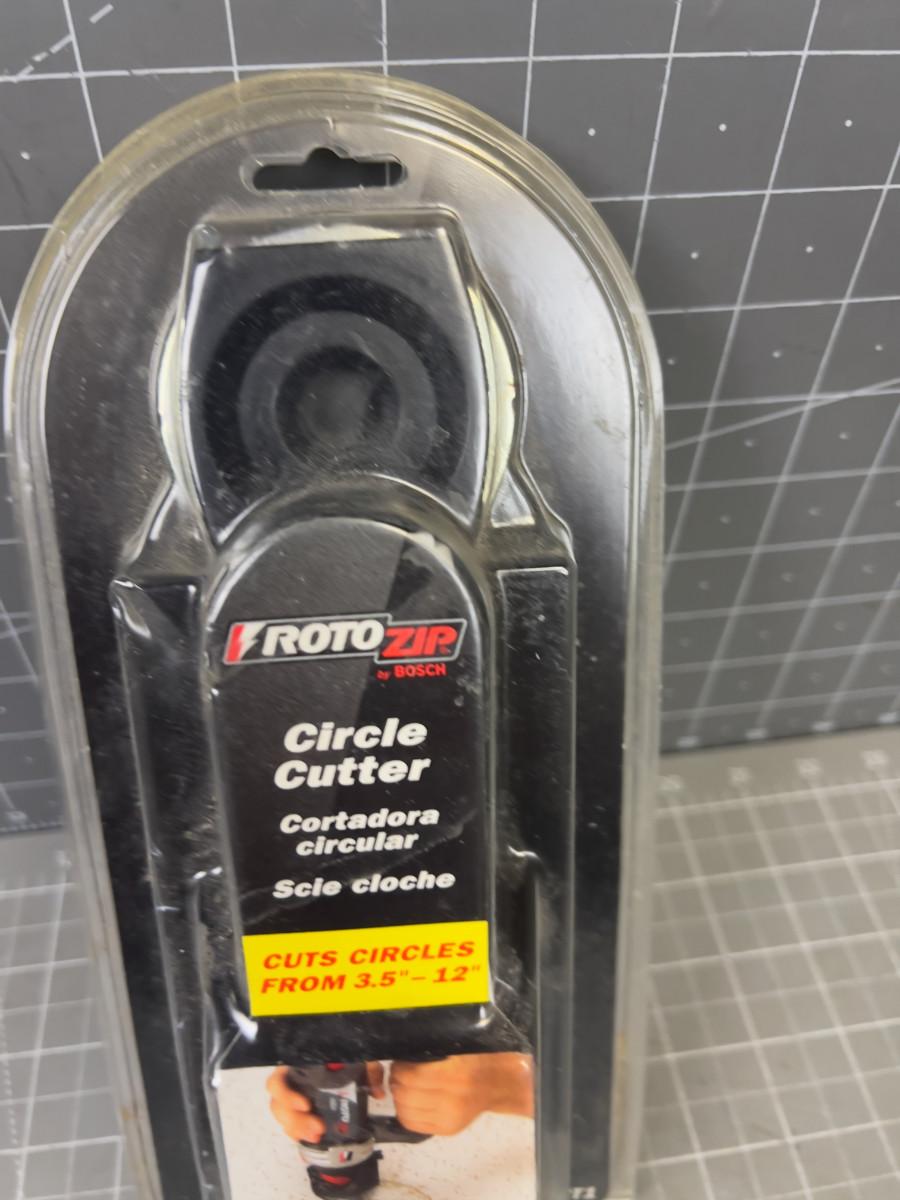 ROTOZIP
by BOSCH
Circle
Cutter
Cortadora
circular
Scie cloche
CUTS CIRCLES
FROM 3.5"– 12"